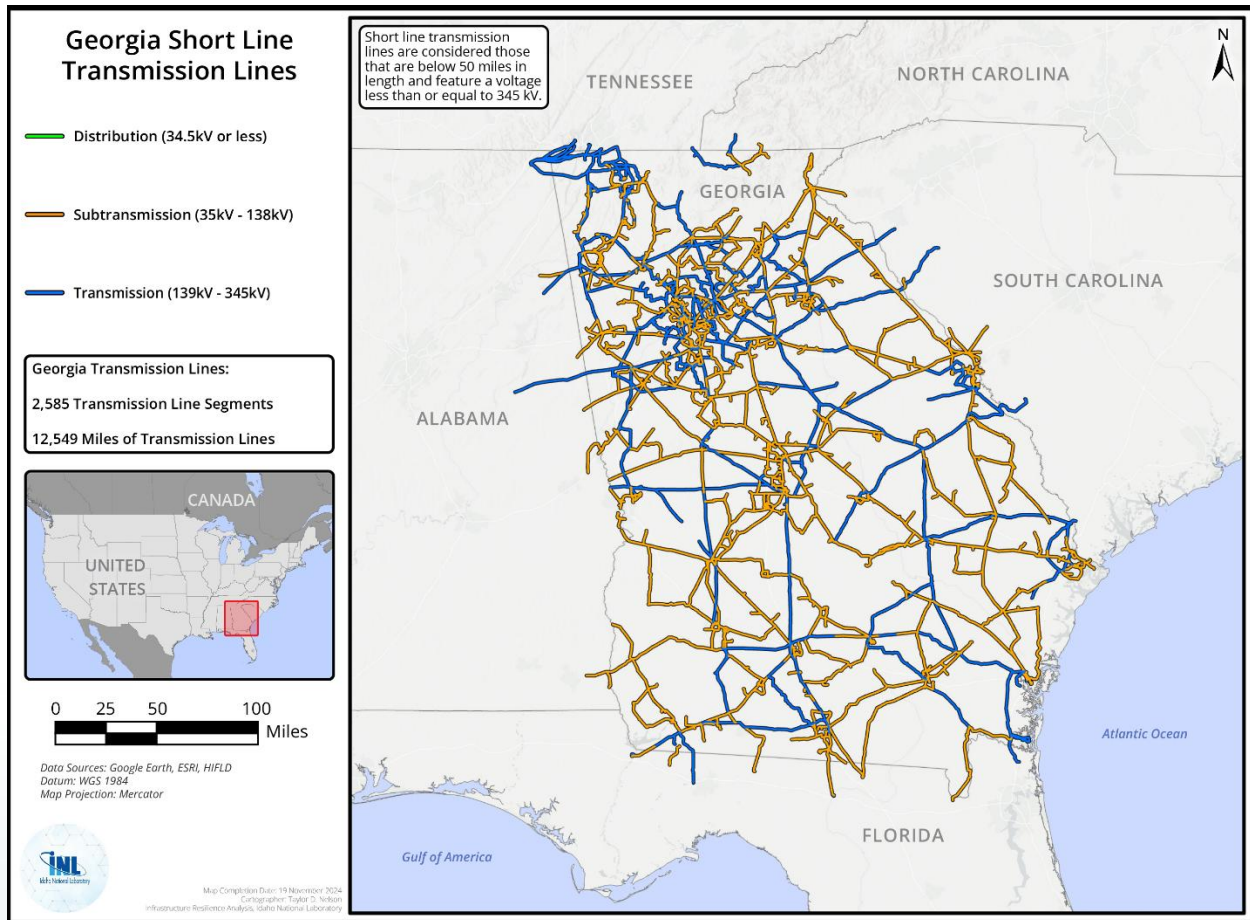 Georgia Short Line
Transmission Lines
Distribution (34.5kV or less)
Subtransmission (35kV - 138kV)
Transmission (139kV - 345kV)
Georgia Transmission Lines:
2,585 Transmission Line Segments
12,549 Miles of Transmission Lines
CANADA
UNITED
STATES
0 25 50 100
Miles
Data Sources: Google Earth, ESRI, HIFLD
Datum: WGS 1984
Map Projection: Mercator
INL
Idaho National Laboratory
Map Completion Date: 19 November 2024
Cartographer: Taylor D. Nelson
Infrastructure Resilience Analysis, Idaho National Laboratory
Short line transmission
lines are considered those
that are below 50 miles in
length and feature a voltage
less than or equal to 345 kV.
N
TENNESSEE
NORTH CAROLINA
GEORGIA
SOUTH CAROLINA
ALABAMA
Atlantic Ocean
FLORIDA
Gulf of America